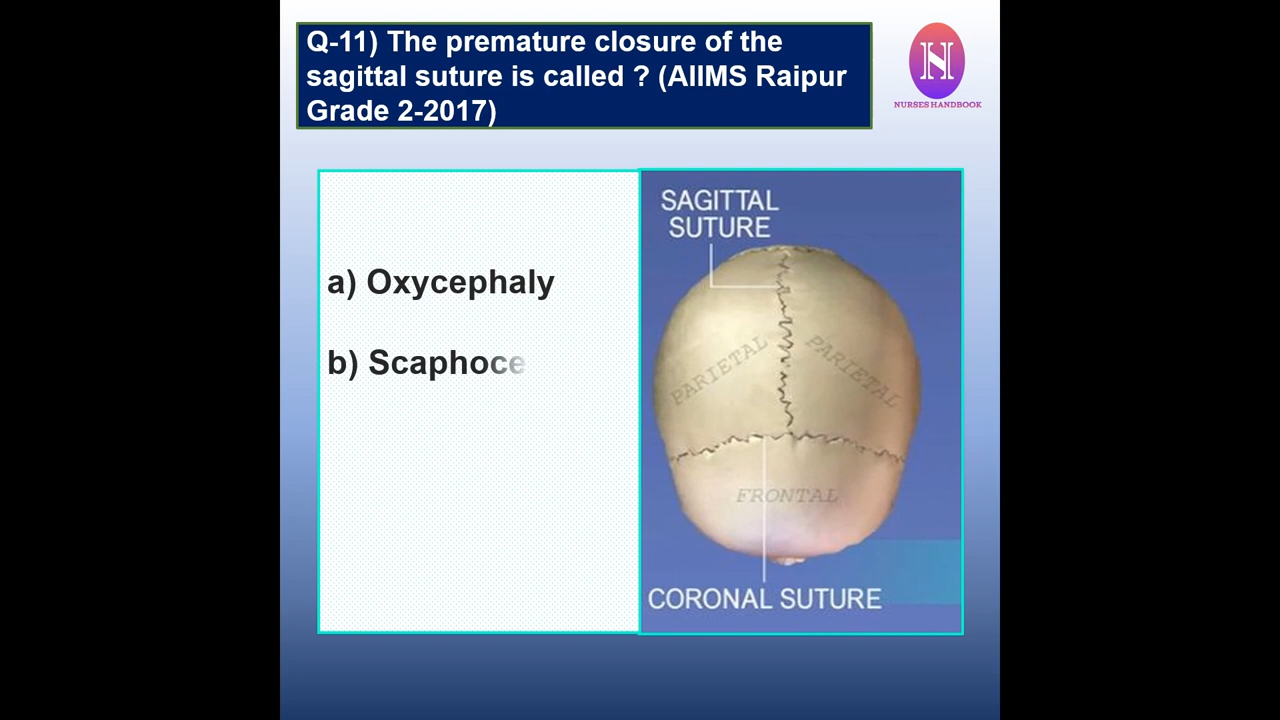 Q-11) The premature closure of the
sagittal suture is called ? (AIIMS Raipur
Grade 2-2017)
N
NURSES HANDBOOK
a) Oxycephaly
b) Scaphoce
SAGITTAL
SUTURE
PARIETAL
PARIETAL
FRONTAL
CORONAL SUTURE